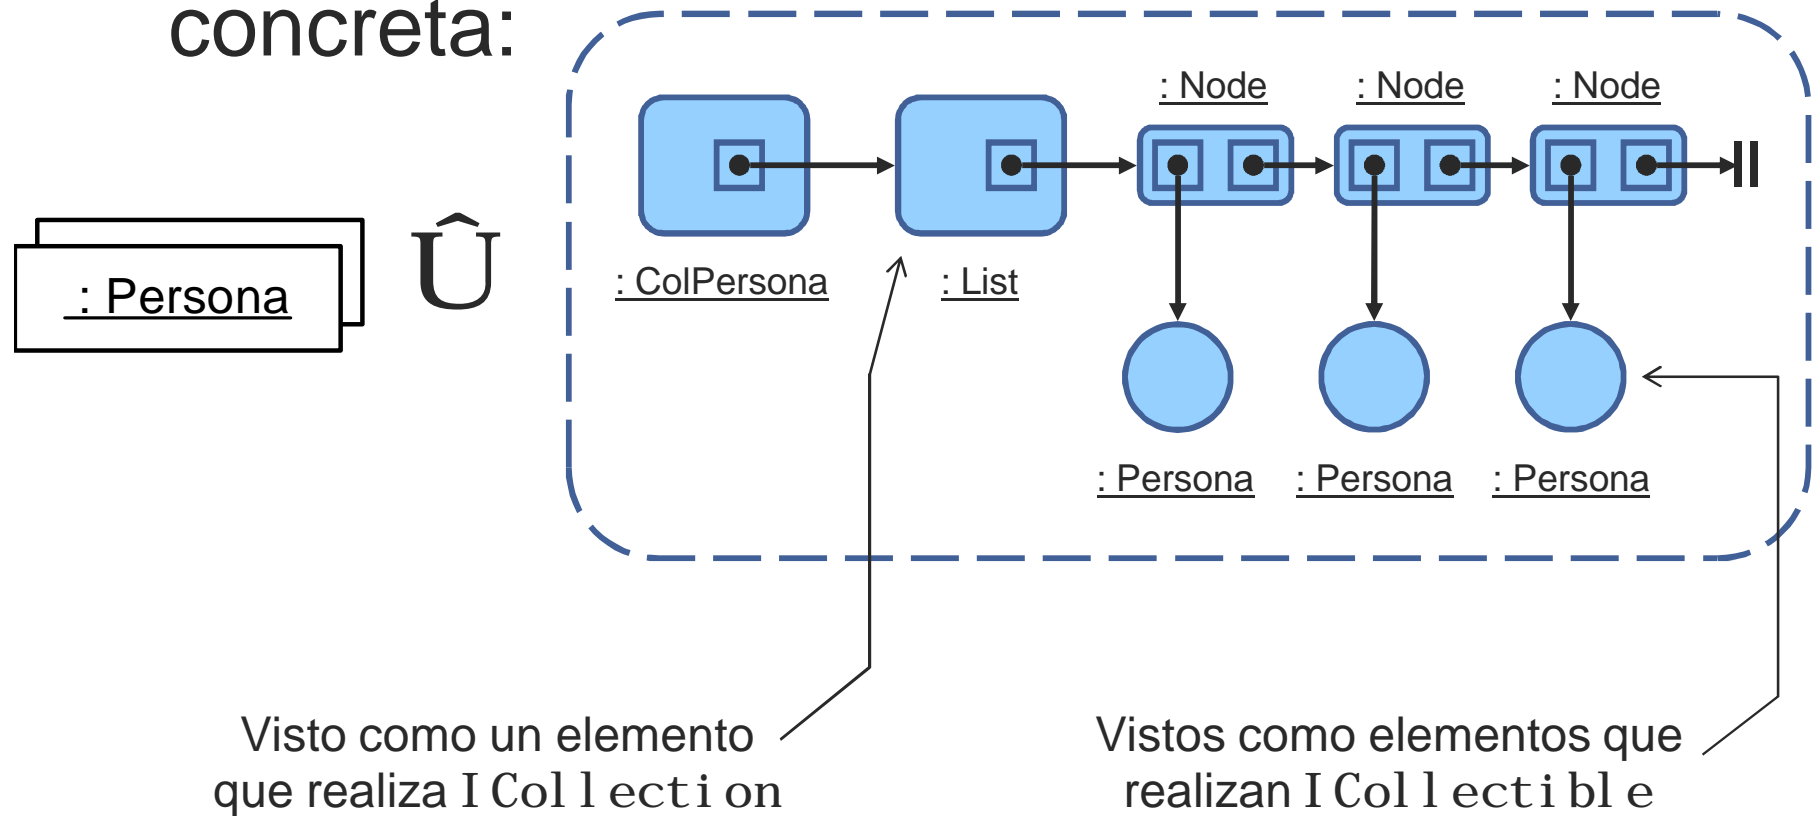 concreta:
: Node
: Node
: Node
: Persona
Û
: ColPersona
: List
: Persona
: Persona
: Persona
Visto como un elemento
que realiza ICollection
Vistos como elementos que
realizan ICollectible